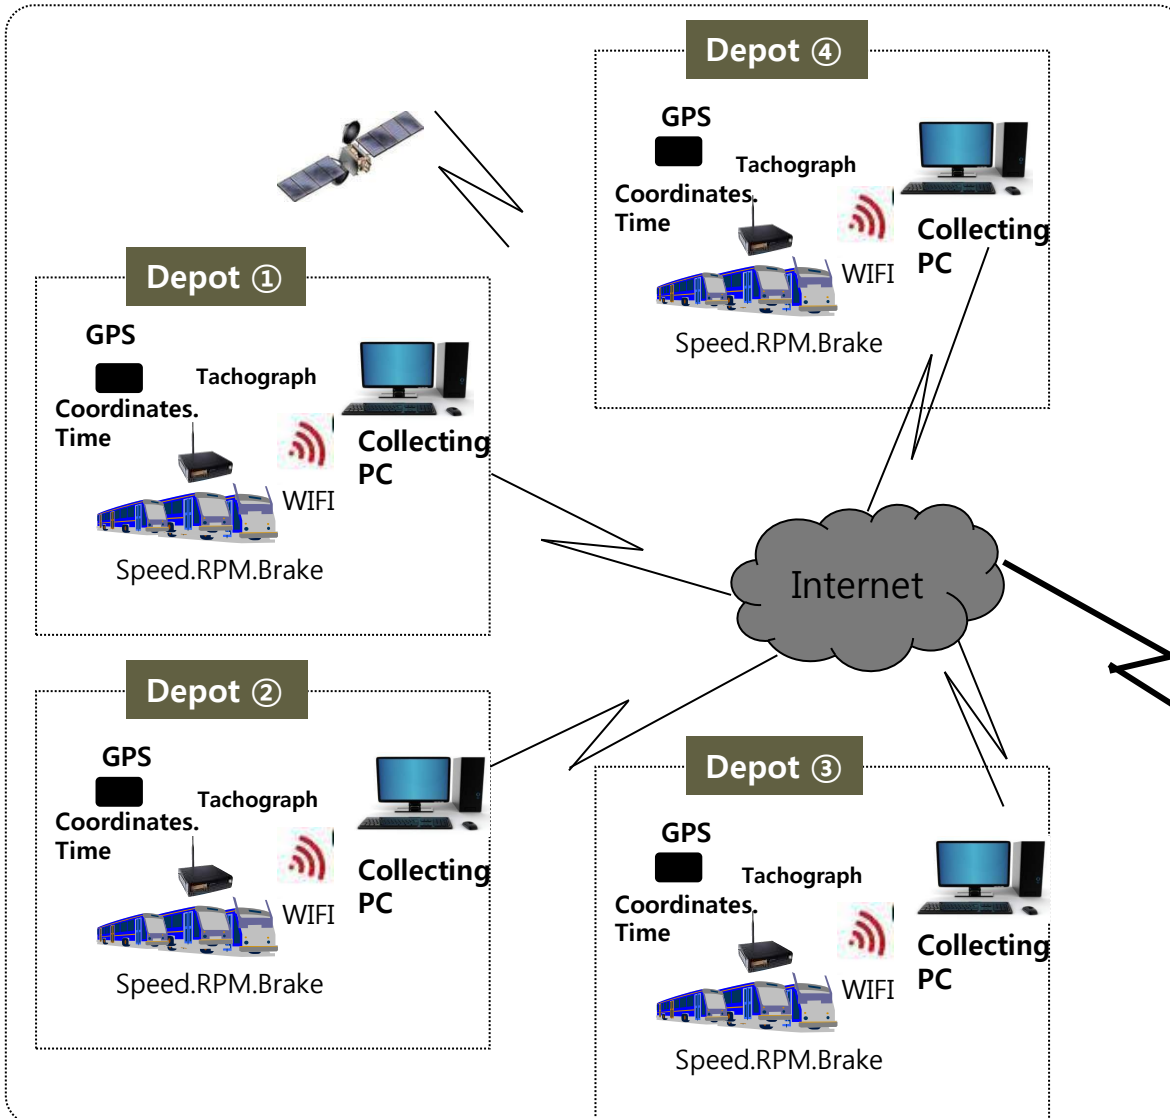 Depot ④
GPS
Tachograph
Coordinates.
Time
Collecting
PC
WIFI
Speed.RPM.Brake
Depot ①
GPS
Tachograph
Coordinates.
Time
Collecting
PC
WIFI
Speed.RPM.Brake
Internet
Depot ②
GPS
Tachograph
Coordinates.
Time
Collecting
PC
WIFI
Speed.RPM.Brake
Depot ③
GPS
Tachograph
Coordinates.
Time
Collecting
PC
WIFI
Speed.RPM.Brake